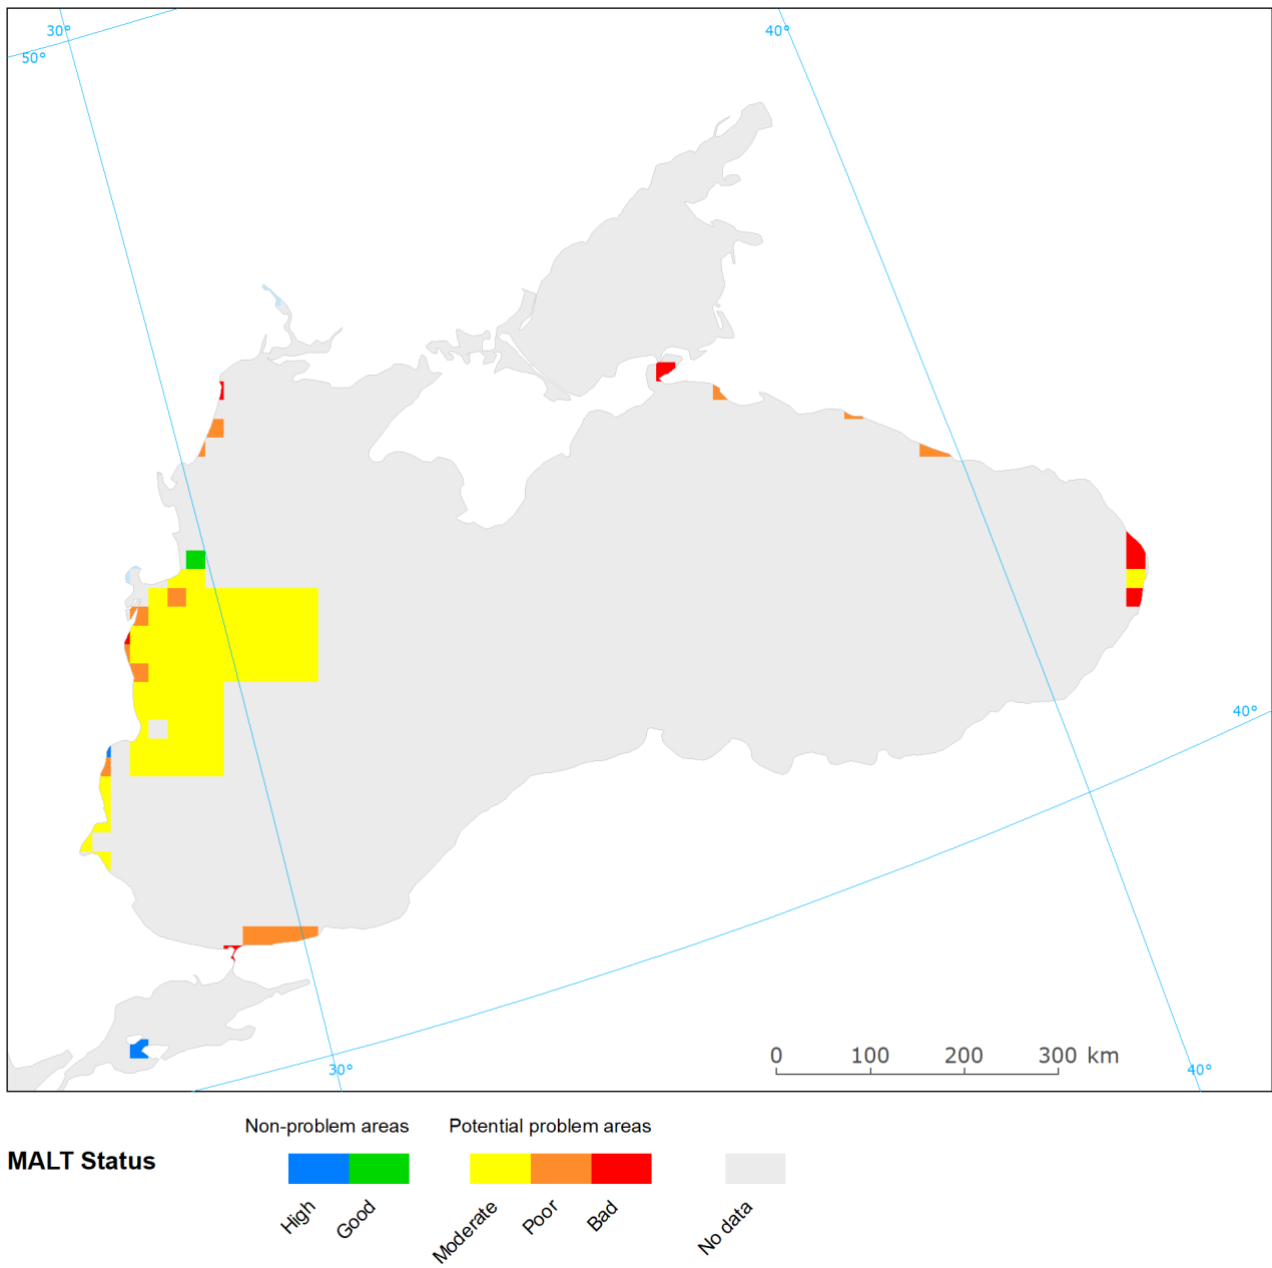 30°
40°
50°
40°
0 100 200 300 km
30°
40°
Non-problem areas Potential problem areas
MALT Status
High Good Moderate Poor Bad No data